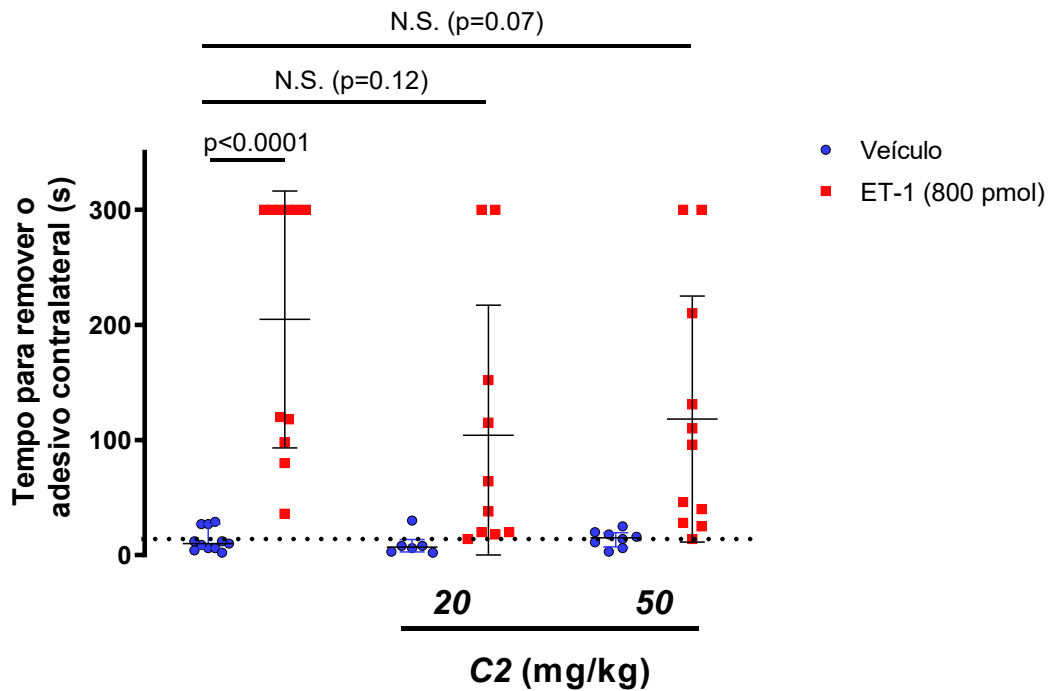 N.S. (p=0.07)
N.S. (p=0.12)
p<0.0001
Veículo
ET-1 (800 pmol)
Tempo para remover o
adesivo contralateral (s)
300
200
100
0
20 50
C2 (mg/kg)